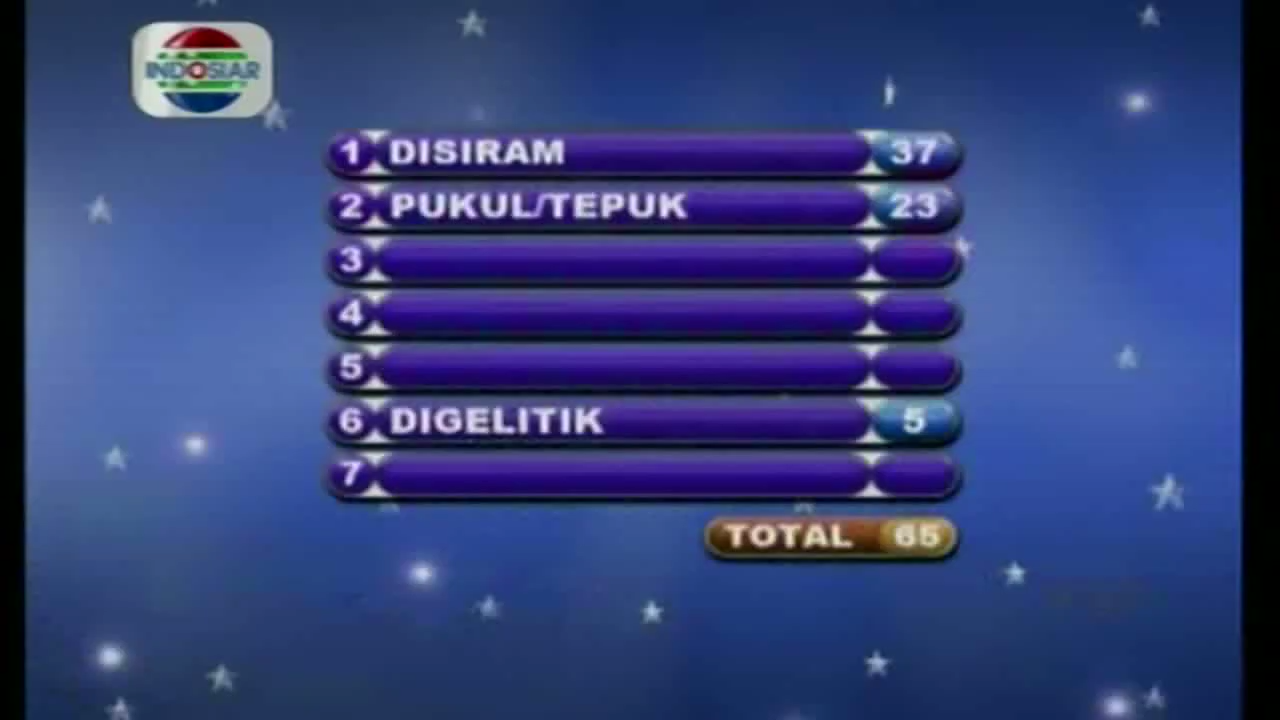 INDOSIAR
1 DISIRAM 37
2 PUKUL/TEPUK 23
3
4
5
6 DIGELITIK 5
7
TOTAL 65